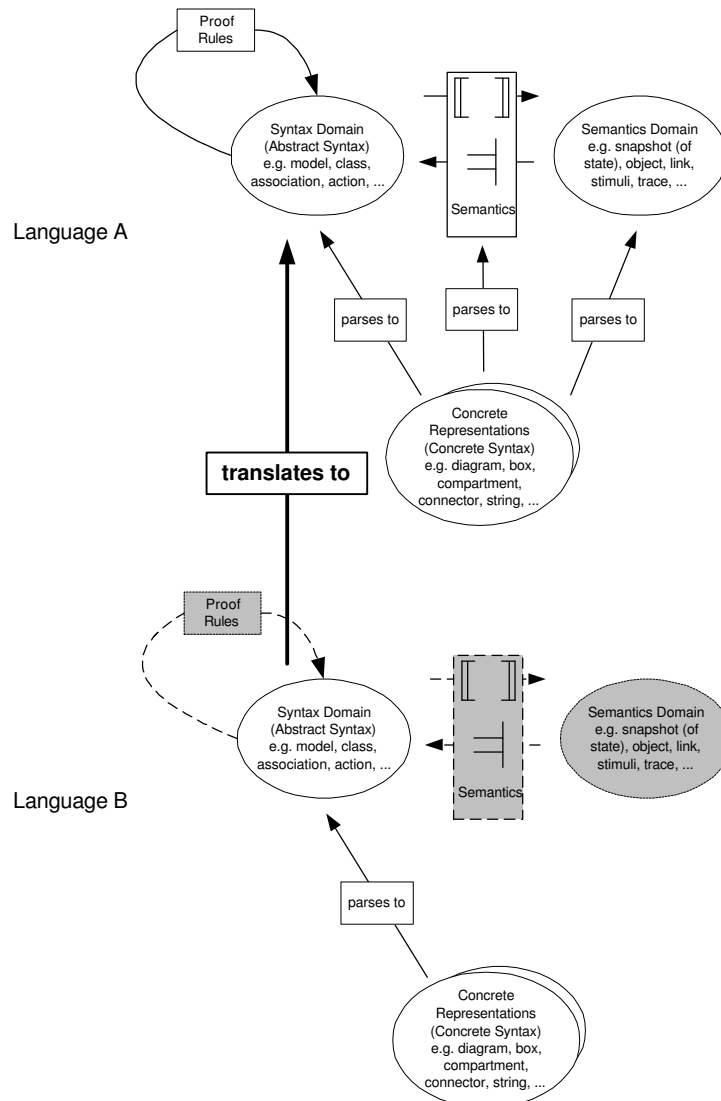 Proof
Rules
Syntax Domain
(Abstract Syntax)
e.g. model, class,
association, action, ...
Semantics
Semantics Domain
e.g. snapshot (of
state), object, link,
stimuli, trace, ...
Language A
parses to
parses to
parses to
Concrete
Representations
(Concrete Syntax)
e.g. diagram, box,
compartment,
connector, string, ...
translates to
Proof
Rules
Syntax Domain
(Abstract Syntax)
e.g. model, class,
association, action, ...
Semantics
Semantics Domain
e.g. snapshot (of
state), object, link,
stimuli, trace, ...
Language B
parses to
Concrete
Representations
(Concrete Syntax)
e.g. diagram, box,
compartment,
connector, string, ...